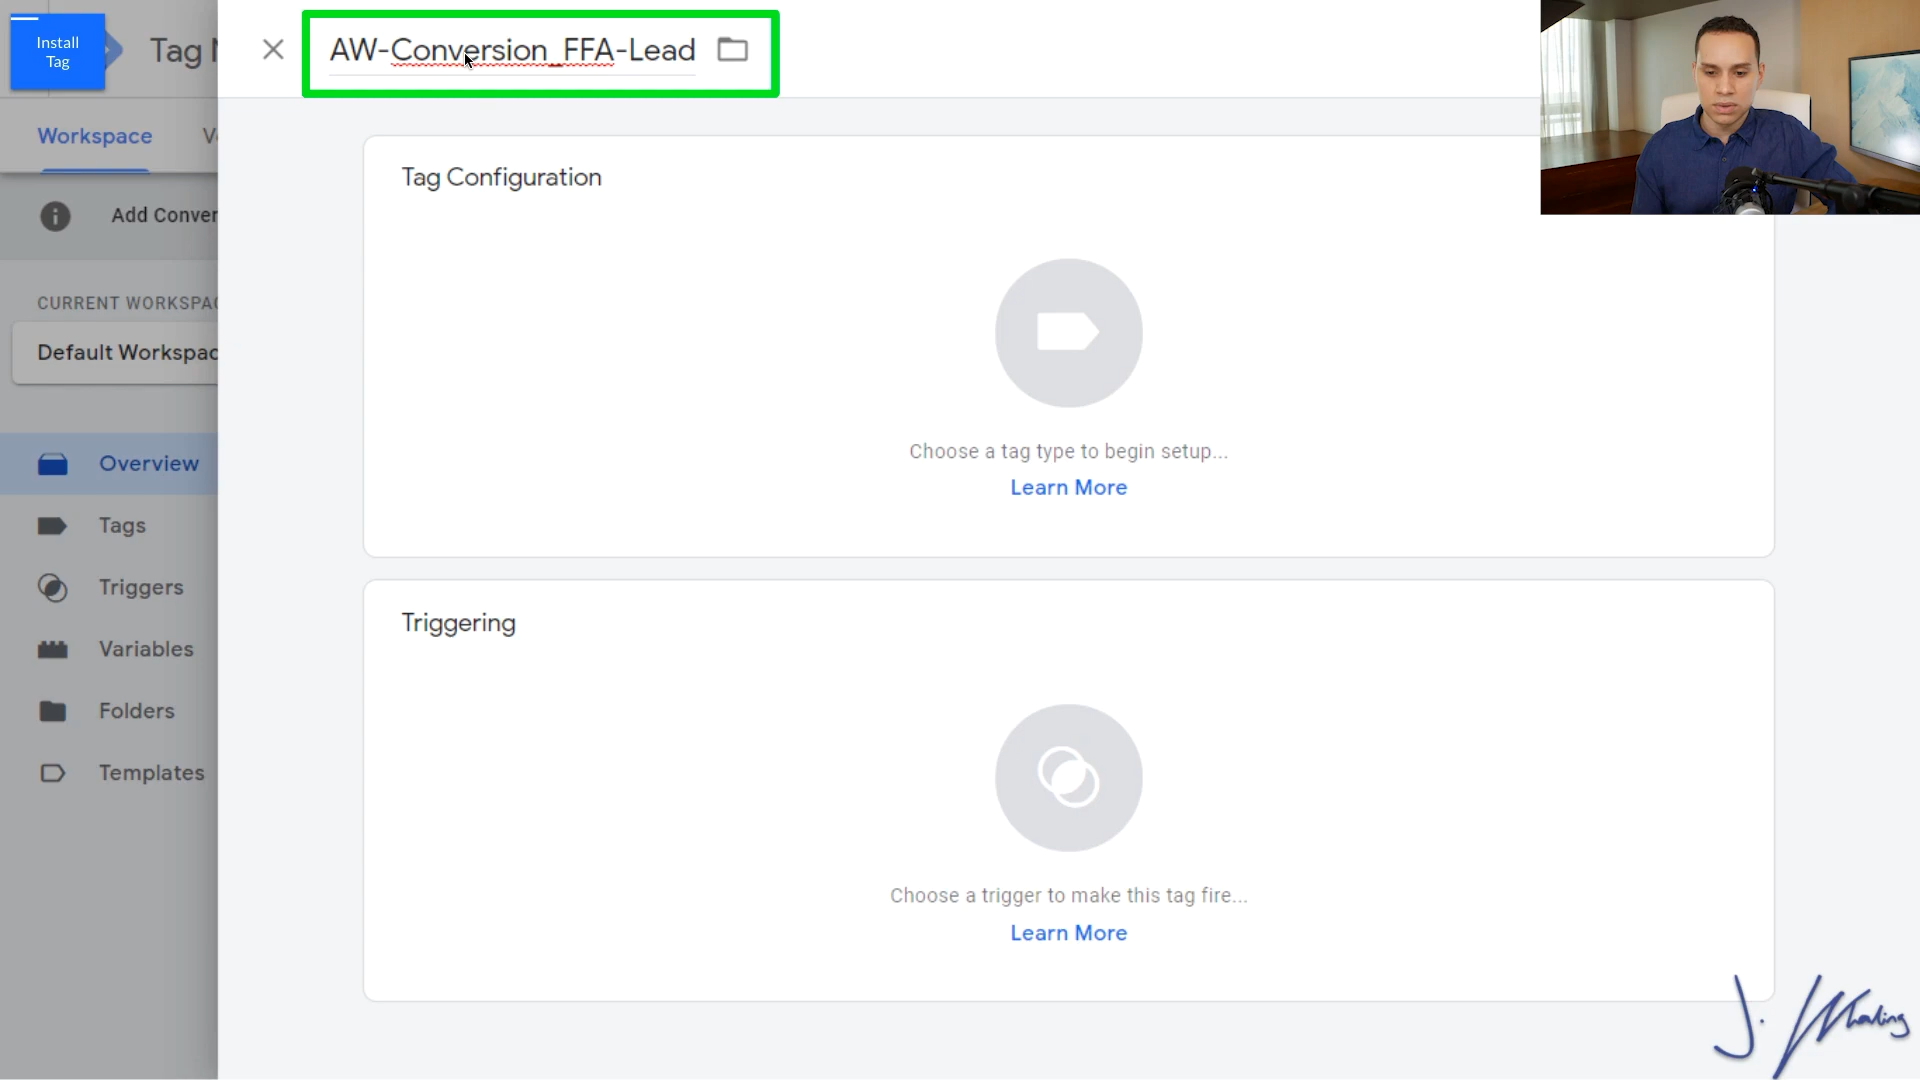 Install
Tag
Tag
AW-Conversion_FFA-Lead
Workspace
Add Conver
CURRENT WORKSPAC
Default Workspac
Overview
Tags
Triggers
Variables
Folders
Templates
Tag Configuration
Choose a tag type to begin setup...
Learn More
Triggering
Choose a trigger to make this tag fire...
Learn More